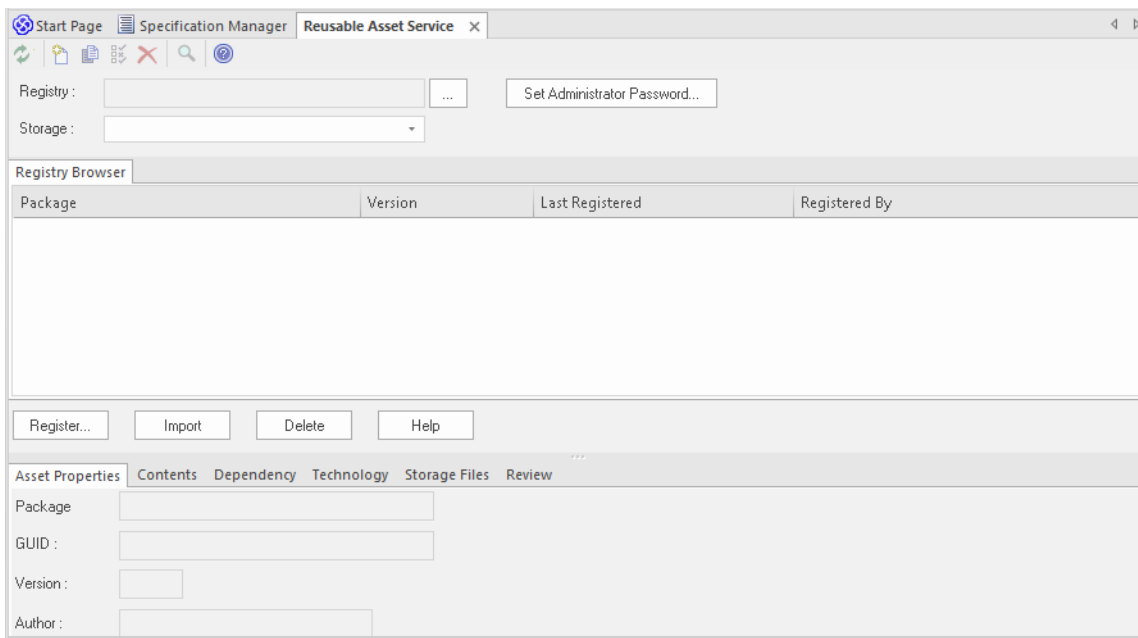 Start Page Specification Manager Reusable Asset Service
Registry :
... Set Administrator Password...
Storage :
Registry Browser
Package Version Last Registered Registered By
Register... Import Delete Help
Asset Properties Contents Dependency Technology Storage Files Review
Package
GUID :
Version :
Author :